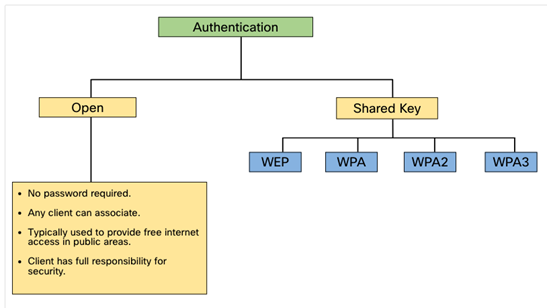 Authentication
Open
Shared Key
WEP
WPA
WPA2
WPA3
• No password required.
• Any client can associate.
• Typically used to provide free internet
access in public areas.
• Client has full responsibility for
security.